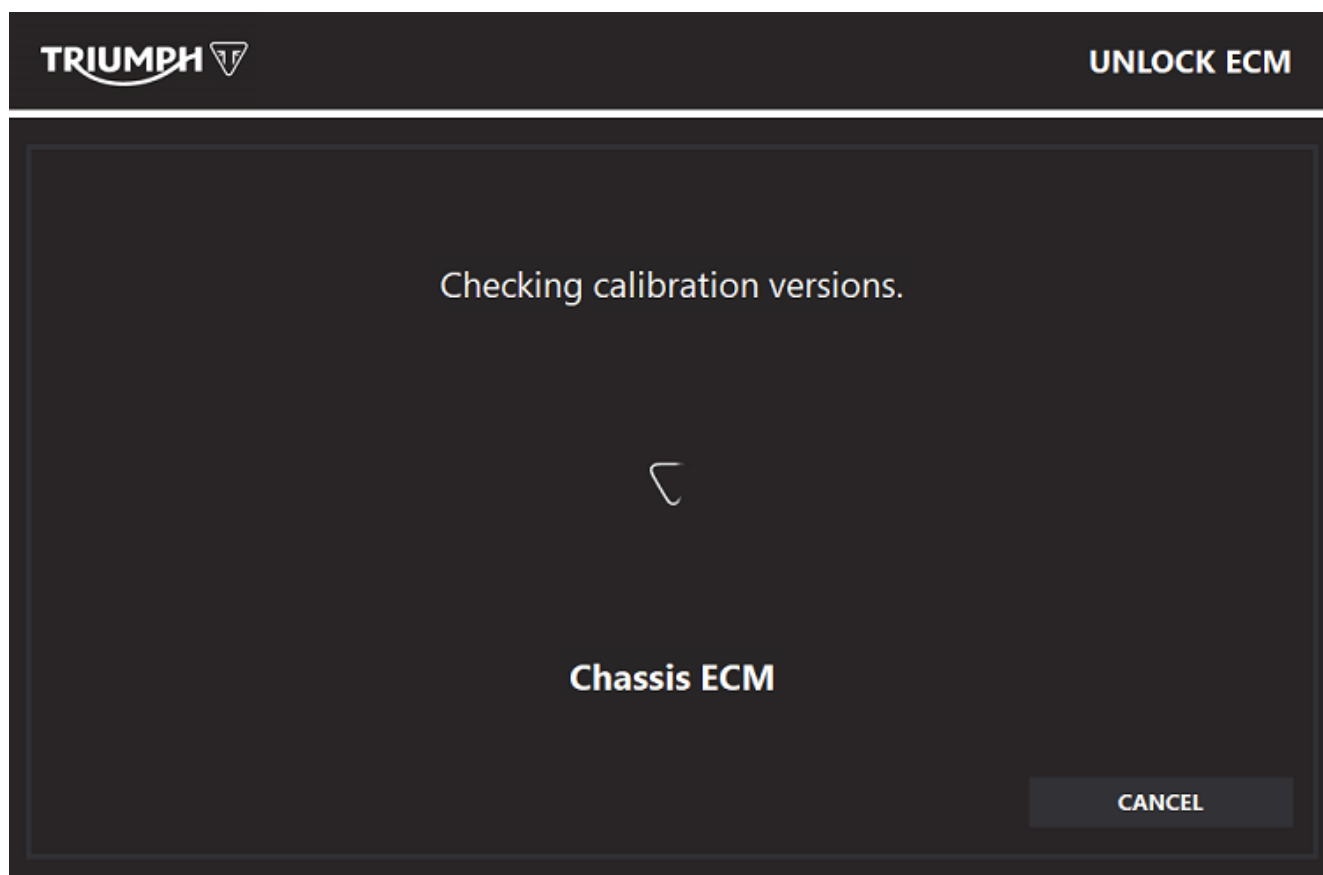 TRIUMPH
UNLOCK ECM
Checking calibration versions.
Chassis ECM
CANCEL